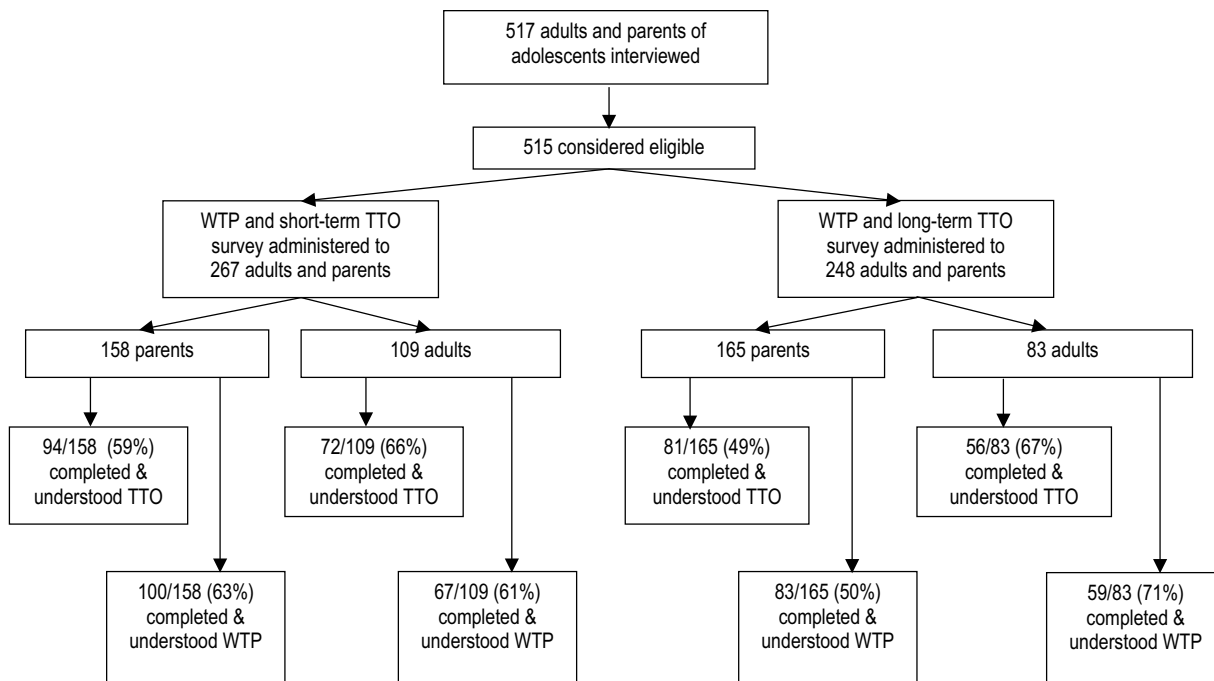 517 adults and parents of
adolescents interviewed
515 considered eligible
WTP and short-term TTO
survey administered to
267 adults and parents
WTP and long-term TTO
survey administered to
248 adults and parents
158 parents
109 adults
165 parents
83 adults
94/158 (59%)
completed &
understood TTO
72/109 (66%)
completed &
understood TTO
81/165 (49%)
completed &
understood TTO
56/83 (67%)
completed &
understood TTO
100/158 (63%)
completed &
understood WTP
67/109 (61%)
completed &
understood WTP
83/165 (50%)
completed &
understood WTP
59/83 (71%)
completed &
understood WTP